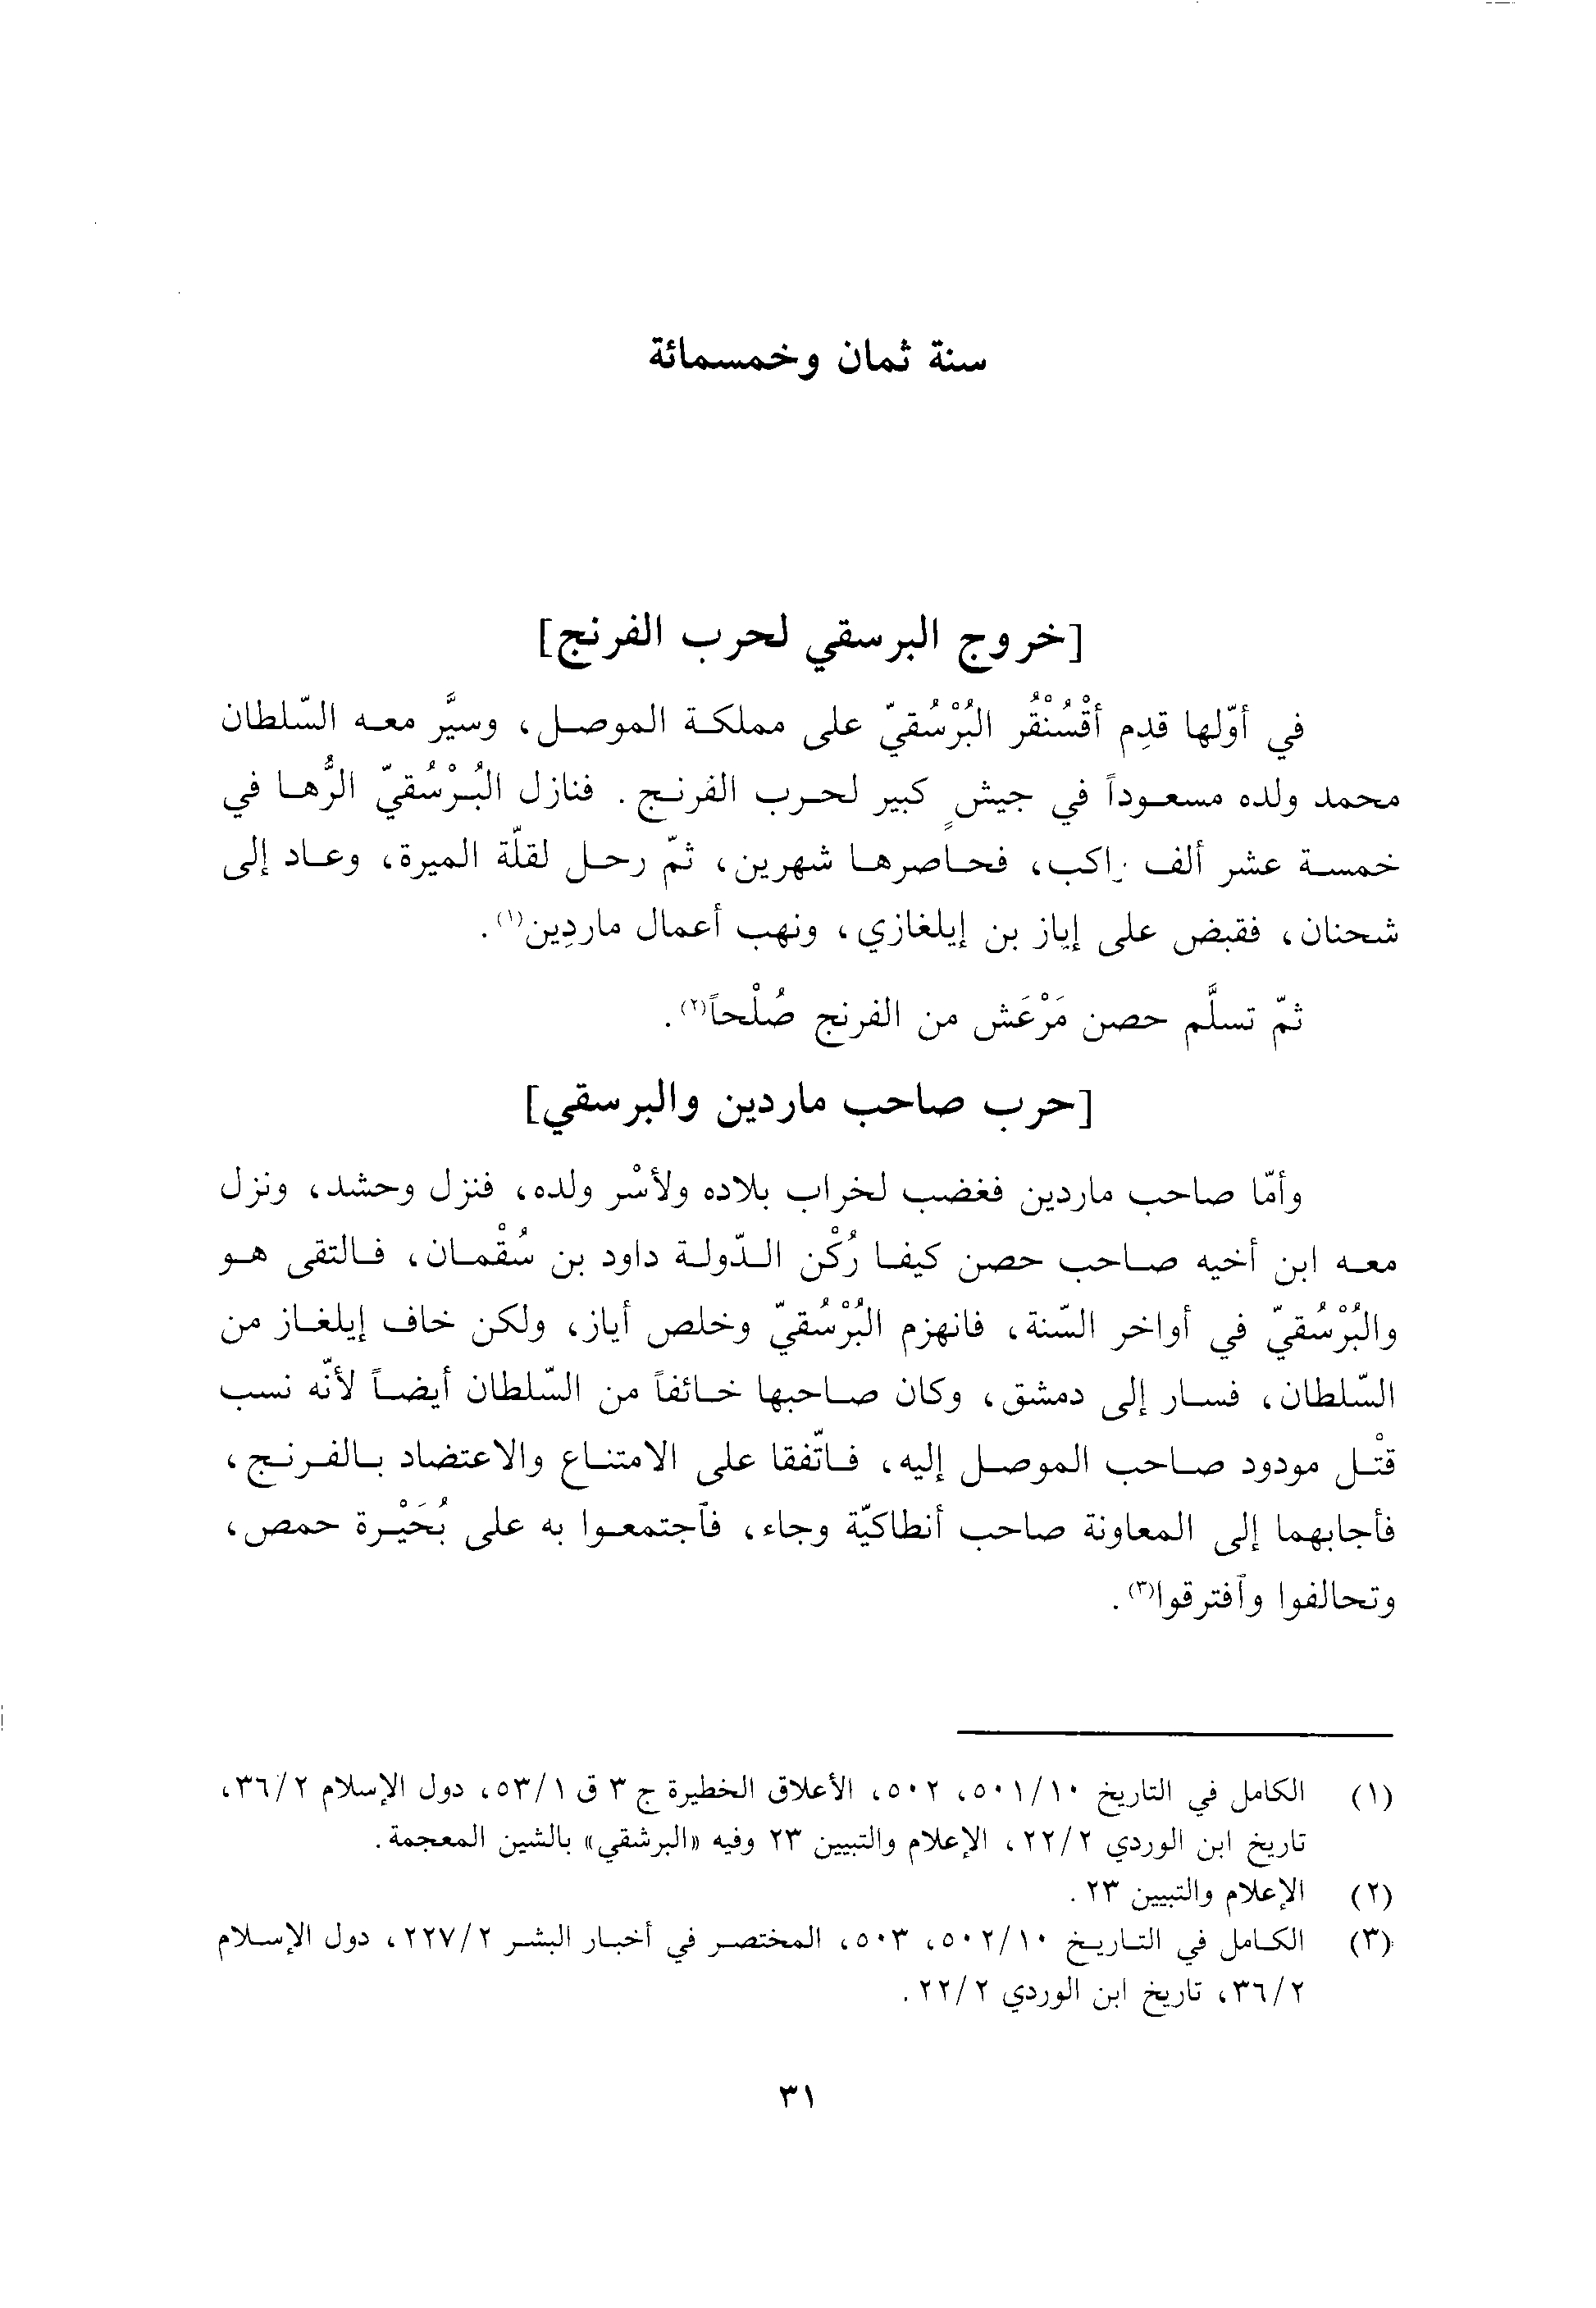 سنة ثمان وخمسمائة
[خروج البرسقي لحرب الفرنج]
في أوّلها قدِم أقْسُنْقُر البُرْسُقيّ على مملكة الموصل، وسيَّر معه السّلطان
محمد ولده مسعوداً في جيشٍ كبير لحرب الفرنج. فنازل البُرْسُقيّ الرُّها في
خمسة عشر ألف راكب، فحاصرها شهرين، ثمّ رحل لقلّة الميرة، وعاد إلى
شحنان، فقبض على إياز بن إيلغازي، ونهب أعمال ماردِين(١).
ثمّ تسلَّم حصن مَرْعَش من الفرنج صُلْحاً(٢).
[حرب صاحب ماردين والبرسقي]
وأمّا صاحب ماردين فغضب لخراب بلاده ولأسْر ولده، فنزل وحشد، ونزل
معه ابن أخيه صاحب حصن كيفا رُكْن الدّولة داود بن سُقْمان، فالتقى هو
والبُرْسُقيّ في أواخر السّنة، فانهزم البُرْسُقيّ وخلص أياز، ولكن خاف إيلغاز من
السّلطان، فسار إلى دمشق، وكان صاحبها خائفاً من السّلطان أيضاً لأنّه نسب
قتْل مودود صاحب الموصل إليه، فاتّفقا على الامتناع والاعتضاد بالفرنج،
فأجابهما إلى المعاونة صاحب أنطاكيّة وجاء، فٱجتمعوا به على بُحَيْرة حمص،
وتحالفوا وٱفترقوا(٣).
(١) الكامل في التاريخ ١٠/‏٥٠١، ٥٠٢، الأعلاق الخطيرة ج ٣ ق ١/‏٥٣، دول الإسلام ٢/‏٣٦،
تاريخ ابن الوردي ٢/‏٢٢، الإعلام والتبيين ٢٣ وفيه «البرشقي» بالشين المعجمة.
(٢) الإعلام والتبيين ٢٣.
(٣) الكامل في التاريخ ١٠/‏٥٠٢، ٥٠٣، المختصر في أخبار البشر ٢/‏٢٢٧، دول الإسلام
٢/‏٣٦، تاريخ ابن الوردي ٢/‏٢٢.
٣١